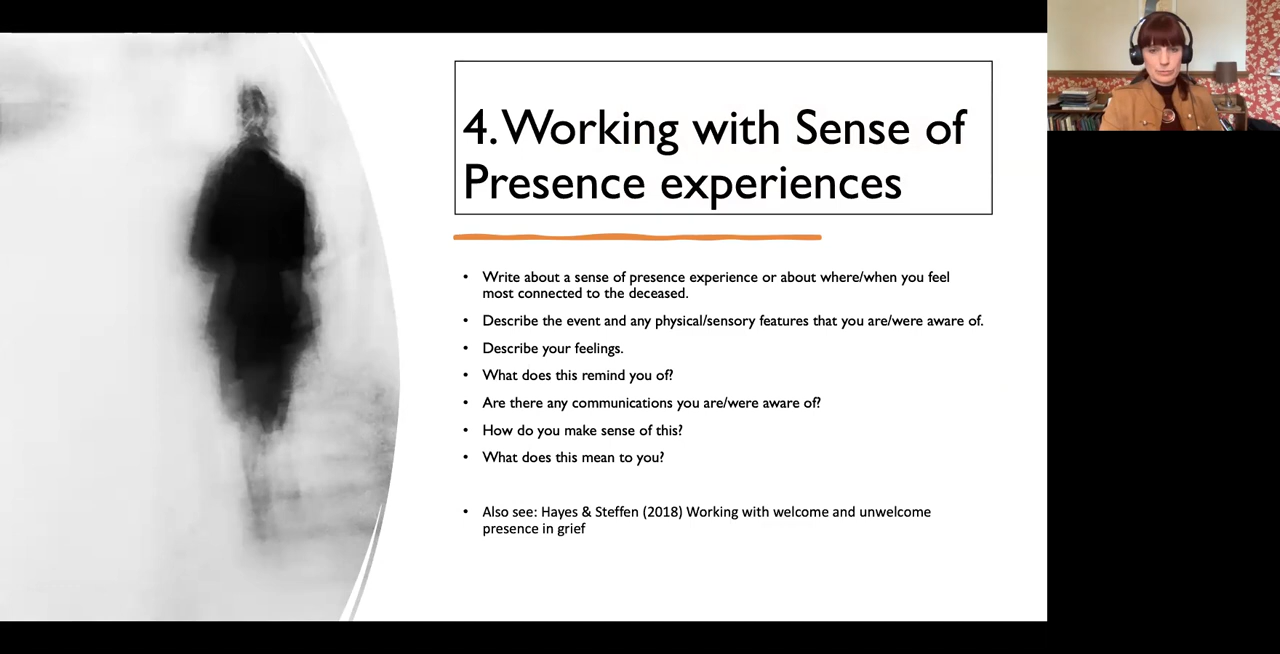 4. Working with Sense of
Presence experiences
• Write about a sense of presence experience or about where/when you feel
most connected to the deceased.
• Describe the event and any physical/sensory features that you are/were aware of.
• Describe your feelings.
• What does this remind you of?
• Are there any communications you are/were aware of?
• How do you make sense of this?
• What does this mean to you?
• Also see: Hayes & Steffen (2018) Working with welcome and unwelcome
presence in grief